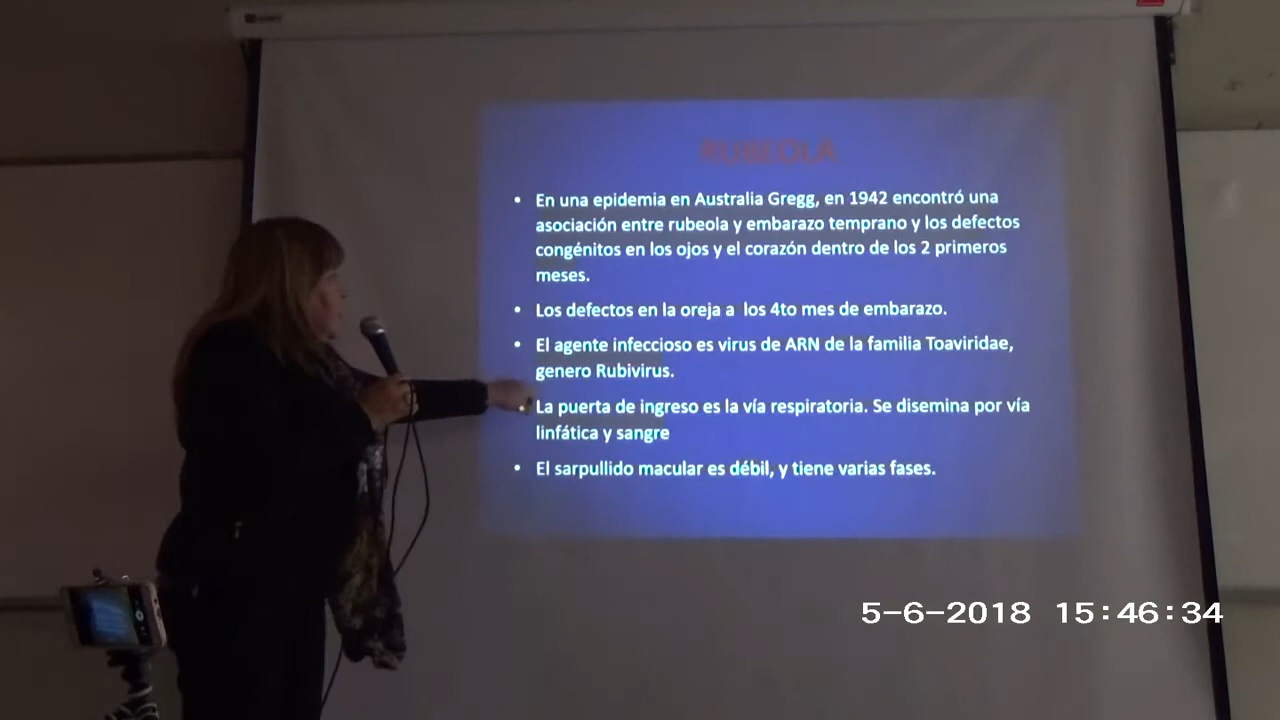 RUBEOLA
• En una epidemia en Australia Gregg, en 1942 encontró una
asociación entre rubeola y embarazo temprano y los defectos
congénitos en los ojos y el corazón dentro de los 2 primeros
meses.
• Los defectos en la oreja a los 4to mes de embarazo.
• El agente infeccioso es virus de ARN de la familia Toaviridae,
genero Rubivirus.
• La puerta de ingreso es la vía respiratoria. Se disemina por vía
linfática y sangre
• El sarpullido macular es débil, y tiene varias fases.
5-6-2018 15:46:34